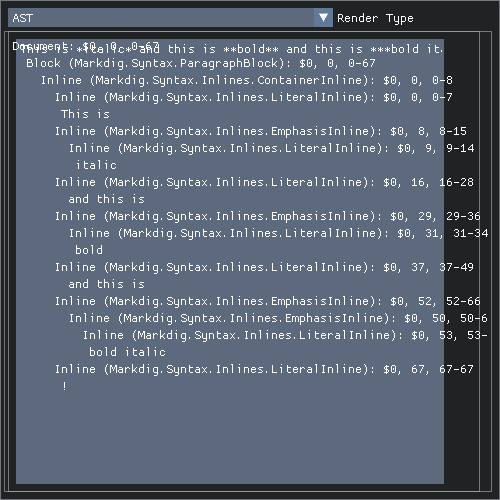 AST
Render Type
This is *italic* and this is **bold** and this is ***bold it
Document: $0, 0, 0-67
Block (Markdig.Syntax.ParagraphBlock): $0, 0, 0-67
Inline (Markdig.Syntax.Inlines.ContainerInline): $0, 0, 0-8
Inline (Markdig.Syntax.Inlines.LiteralInline): $0, 0, 0-7
This is
Inline (Markdig.Syntax.Inlines.EmphasisInline): $0, 8, 8-15
Inline (Markdig.Syntax.Inlines.LiteralInline): $0, 9, 9-14
italic
Inline (Markdig.Syntax.Inlines.LiteralInline): $0, 16, 16-28
and this is
Inline (Markdig.Syntax.Inlines.EmphasisInline): $0, 29, 29-36
Inline (Markdig.Syntax.Inlines.LiteralInline): $0, 31, 31-34
bold
Inline (Markdig.Syntax.Inlines.LiteralInline): $0, 37, 37-49
and this is
Inline (Markdig.Syntax.Inlines.EmphasisInline): $0, 52, 52-66
Inline (Markdig.Syntax.Inlines.EmphasisInline): $0, 50, 50-6
Inline (Markdig.Syntax.Inlines.LiteralInline): $0, 53, 53-
bold italic
Inline (Markdig.Syntax.Inlines.LiteralInline): $0, 67, 67-67
!